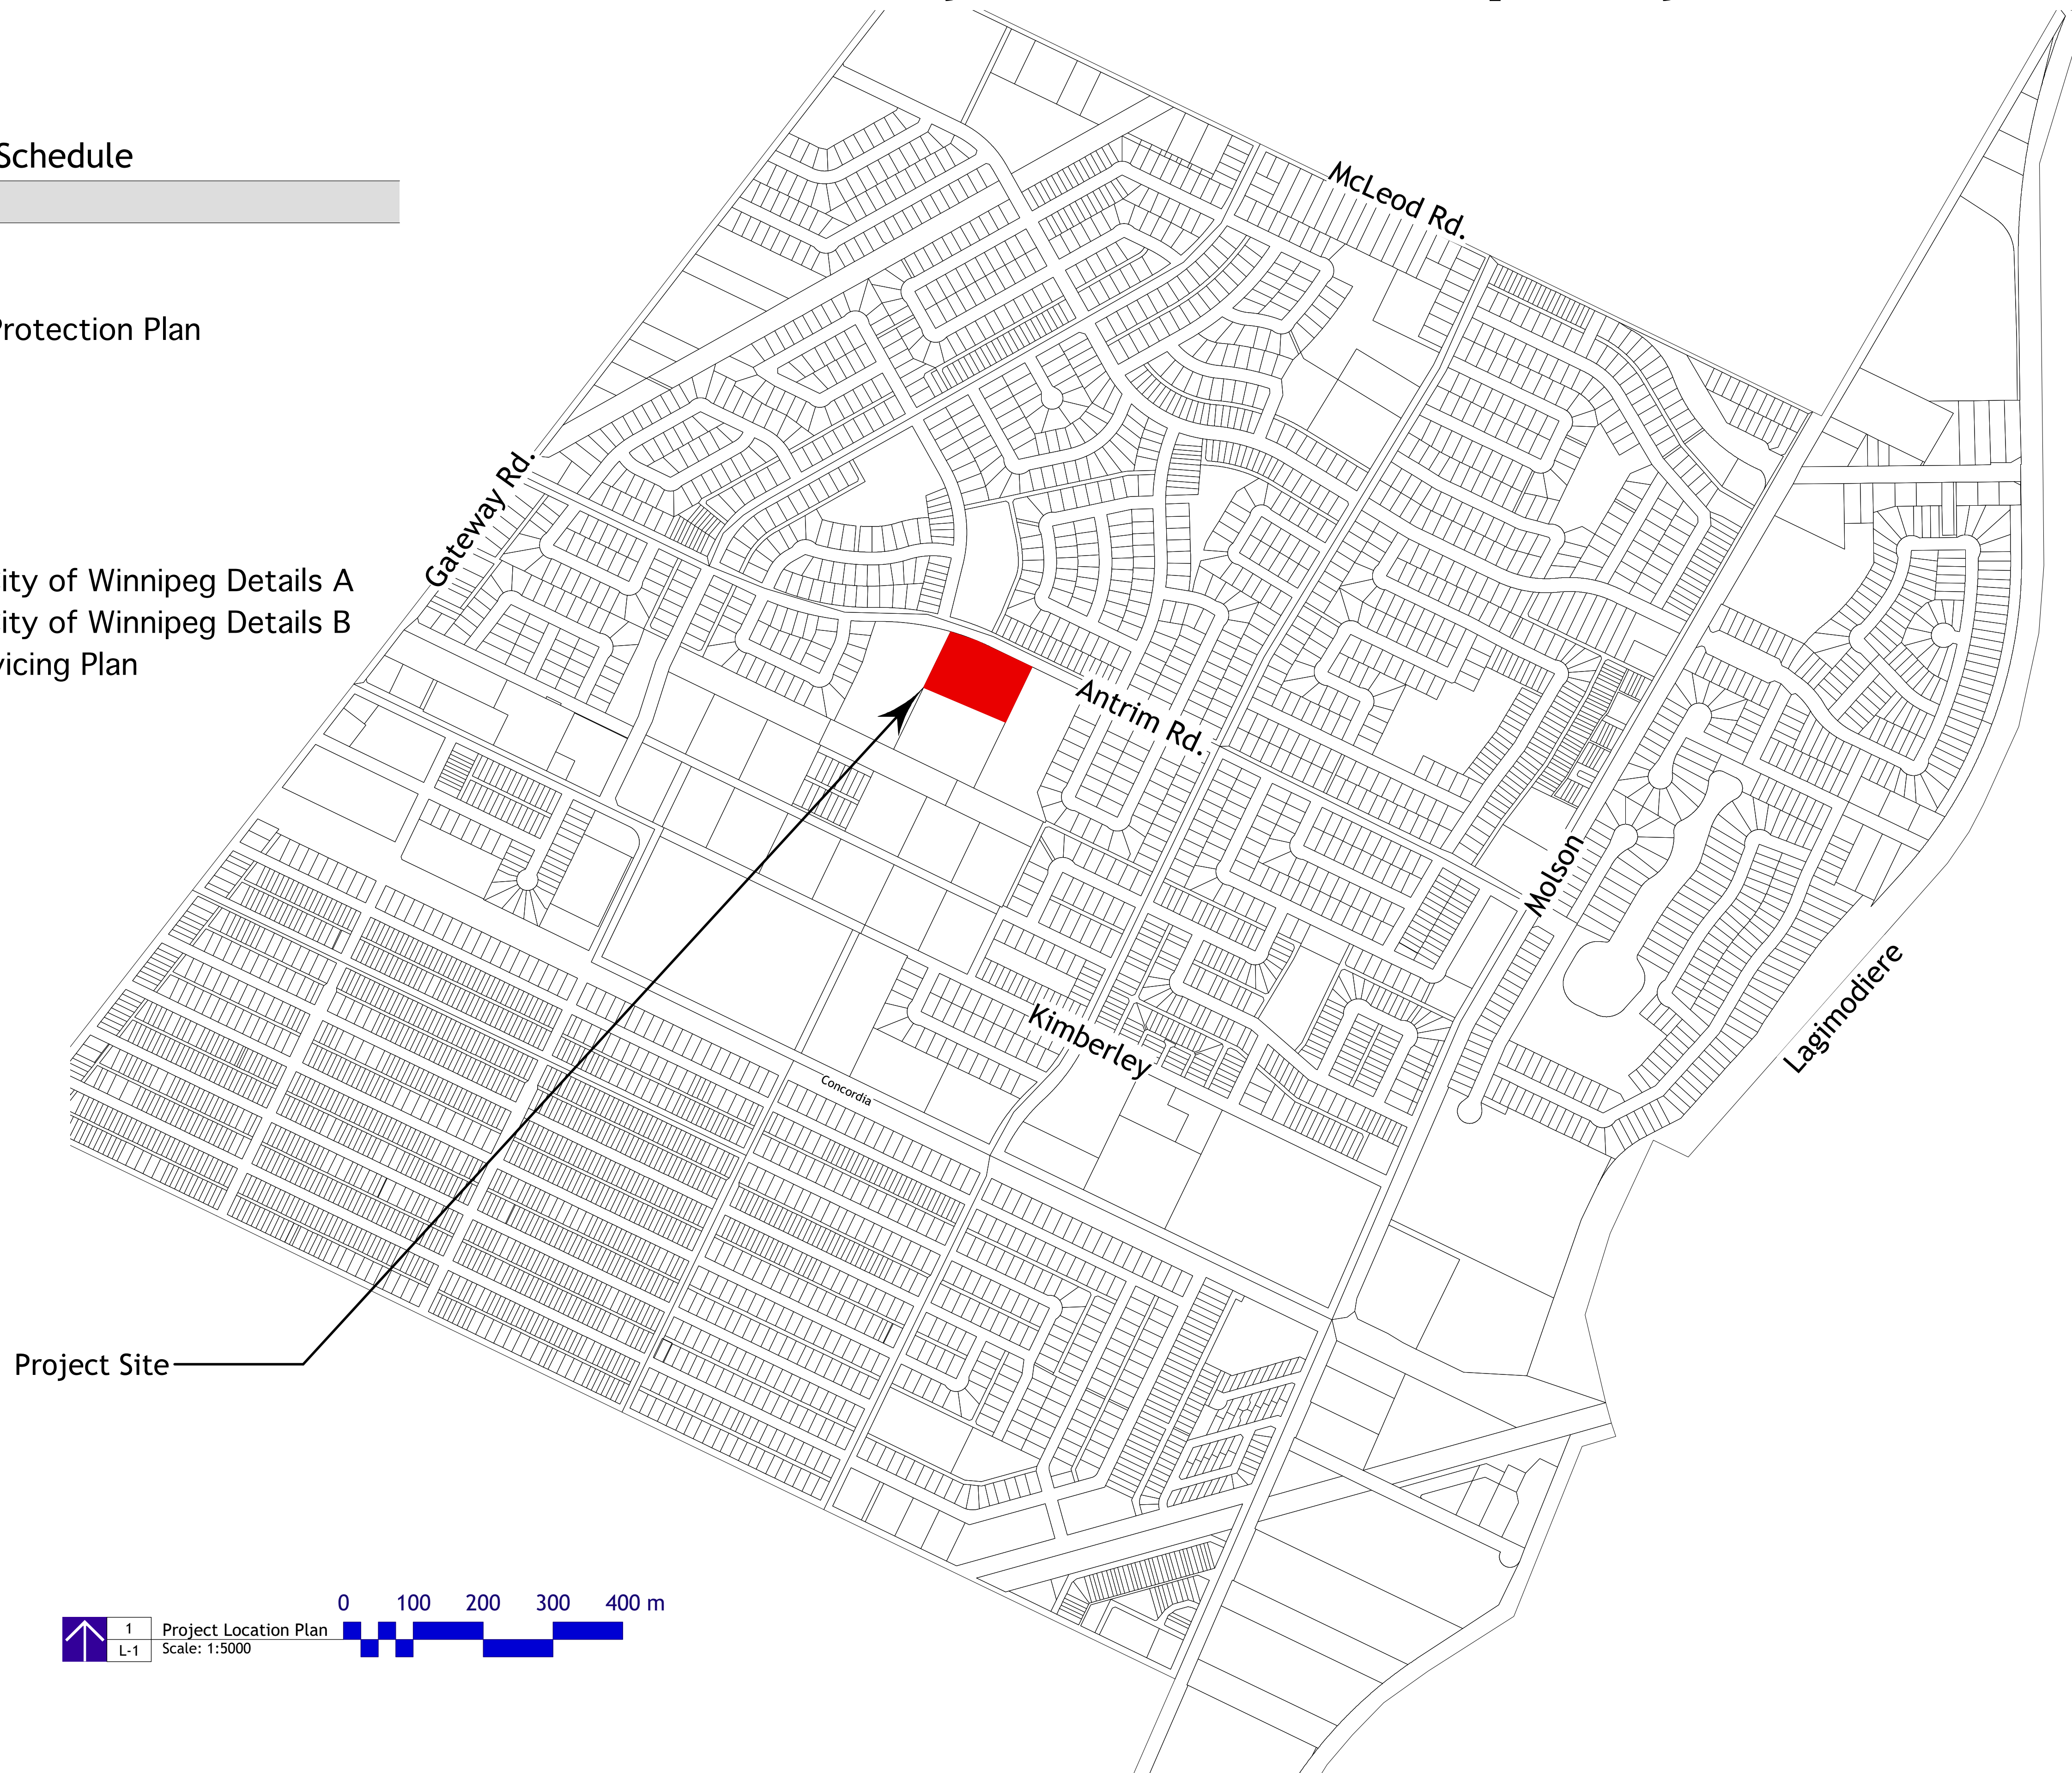 Schedule
Protection Plan
ity of Winnipeg Details A
ity of Winnipeg Details B
vicing Plan
McLeod Rd.
Gateway Rd.
Antrim Rd.
Molson
Lagimodiere
Kimberley
Concordia
Project Site
0 100 200 300 400 m
1
L-1
Project Location Plan
Scale: 1:5000